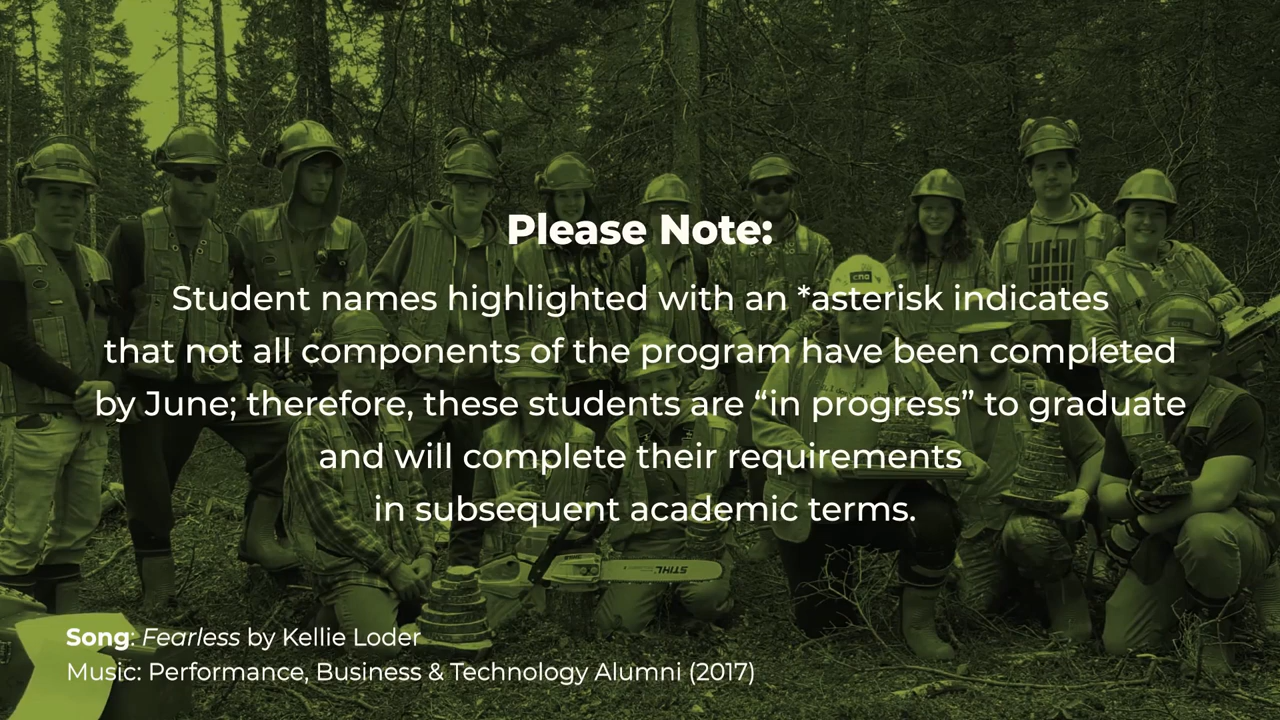 Please Note:
Student names highlighted with an *asterisk indicates
that not all components of the program have been completed
by June; therefore, these students are “in progress” to graduate
and will complete their requirements
in subsequent academic terms.
cna
STIHL
Song: Fearless by Kellie Loder
Music: Performance, Business & Technology Alumni (2017)